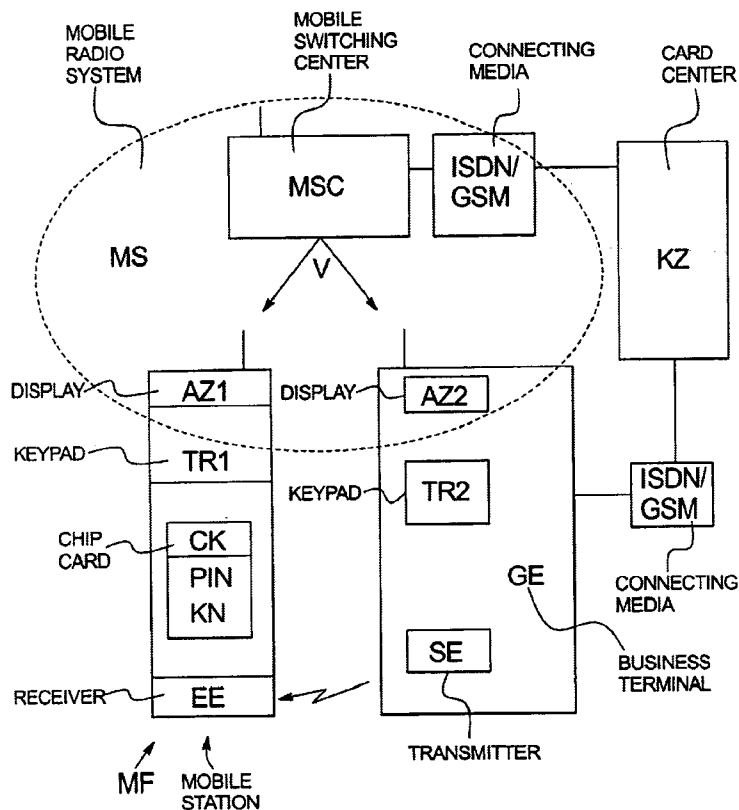 MOBILE
RADIO
SYSTEM
MOBILE
SWITCHING
CENTER
CONNECTING
MEDIA
CARD
CENTER
MSC
ISDN/
GSM
MS
V
KZ
DISPLAY
AZ1
DISPLAY
AZ2
KEYPAD
TR1
KEYPAD
TR2
ISDN/
GSM
CHIP
CARD
CK
PIN
KN
GE
CONNECTING
MEDIA
SE
BUSINESS
TERMINAL
RECEIVER
EE
TRANSMITTER
MF
MOBILE
STATION